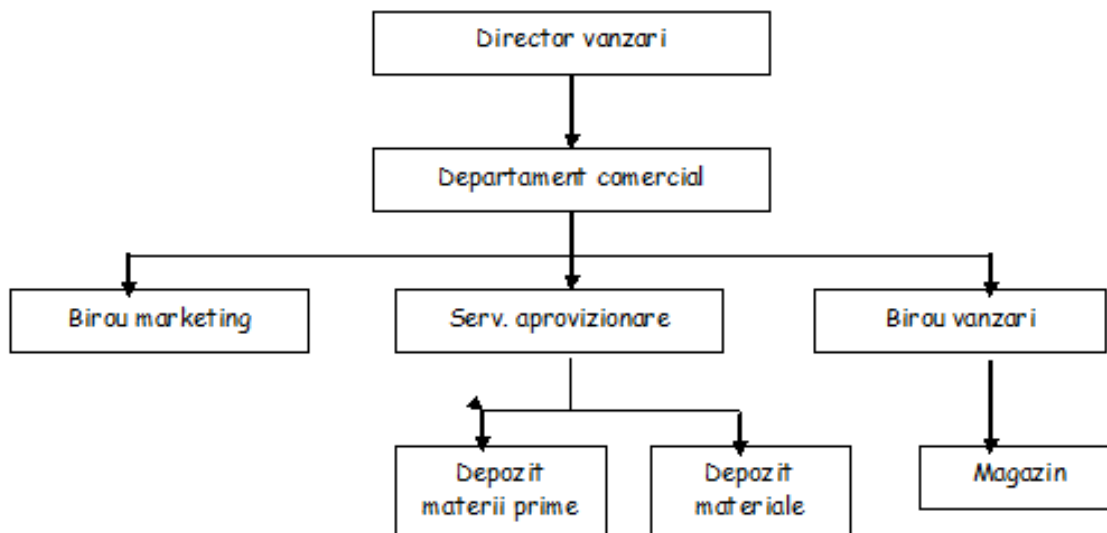 Director vanzari
Departament comercial
Birou marketing
Serv. aprovizionare
Birou vanzari
Depozit
materii prime
Depozit
materiale
Magazin